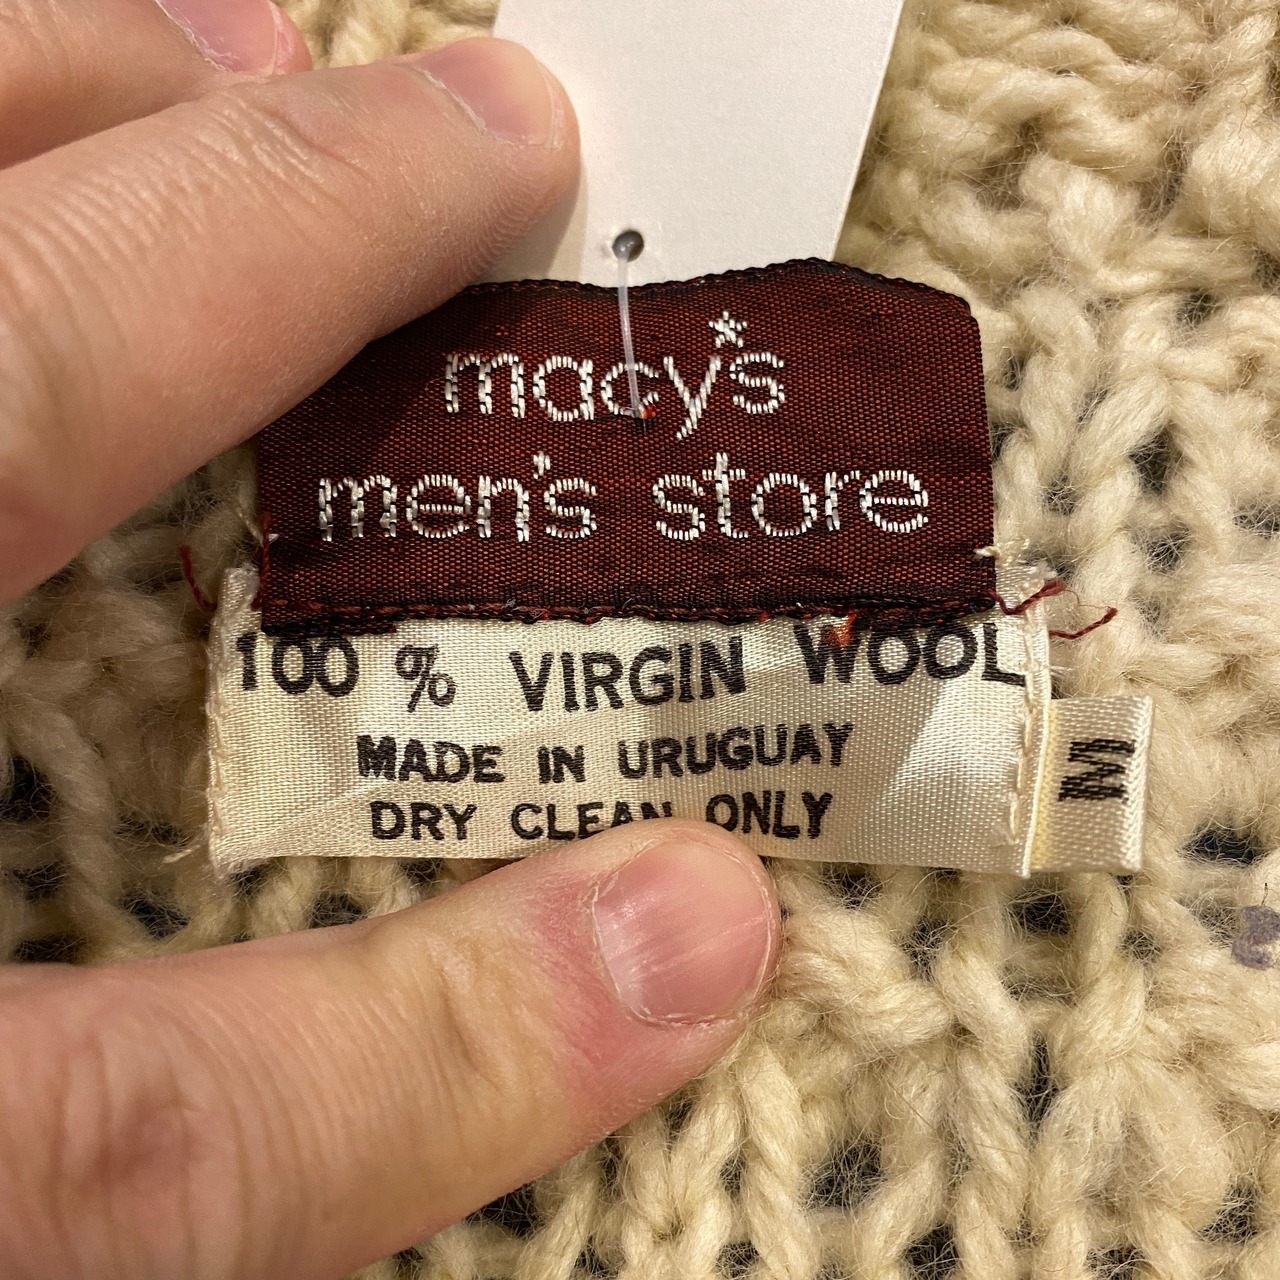 macy's
men's store
100 % VIRGIN WOOL
MADE IN URUGUAY
DRY CLEAN ONLY
M